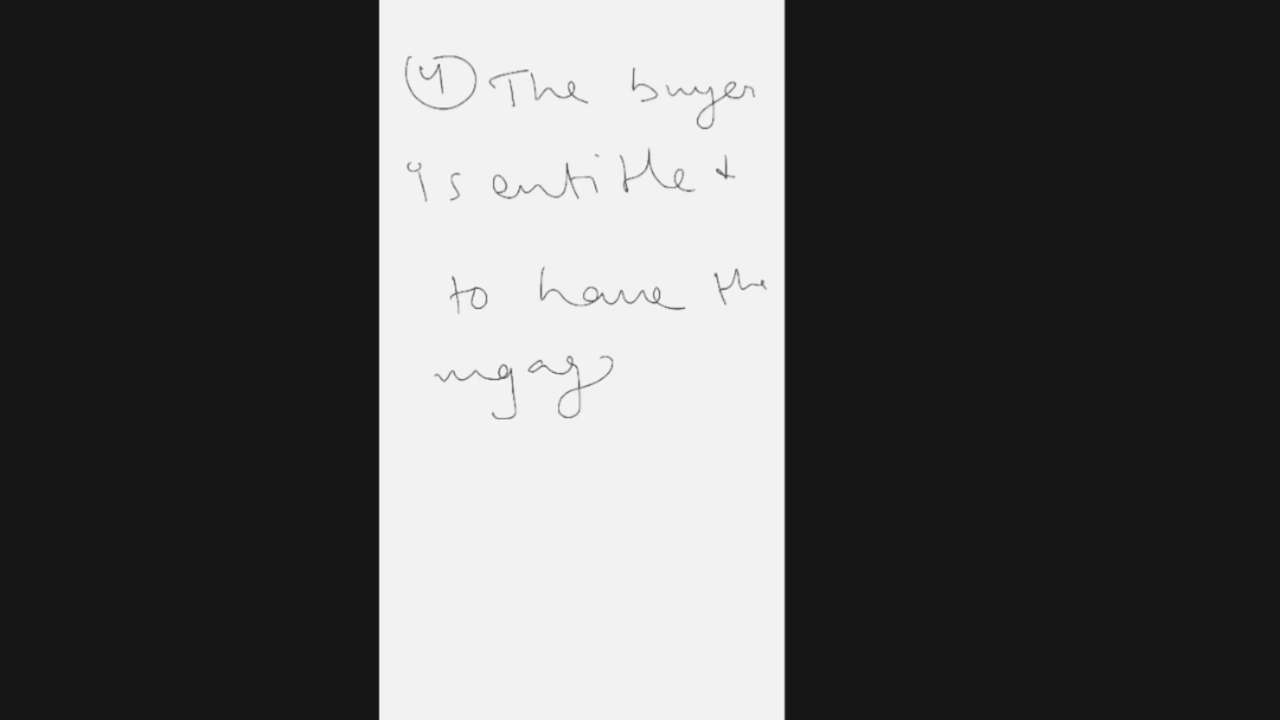 ④ The buyer
is entitled
to have the